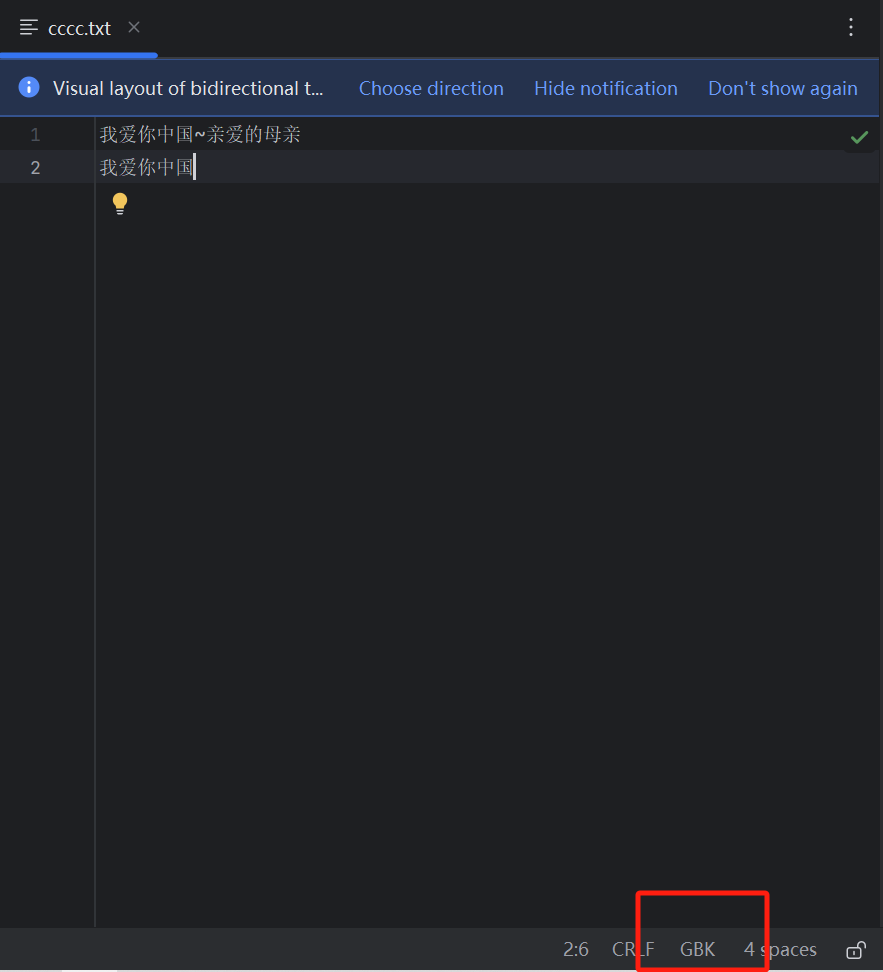 cccc.txt
Visual layout of bidirectional t... Choose direction Hide notification Don't show again
1 我爱你中国~亲爱的母亲
2 我爱你中国
2:6 CRLF GBK 4 spaces